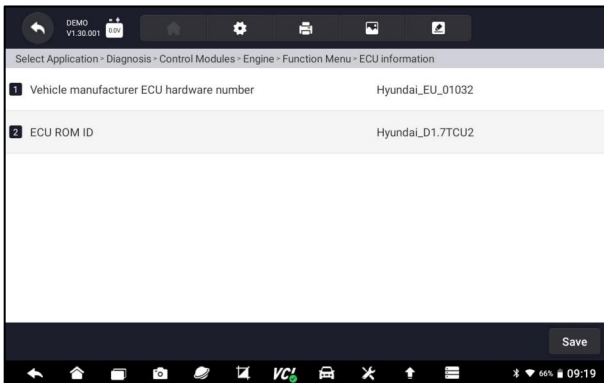 DEMO
V1.30.001
0.0V
Select Application > Diagnosis > Control Modules > Engine > Function Menu > ECU information
1 Vehicle manufacturer ECU hardware number Hyundai_EU_01032
2 ECU ROM ID Hyundai_D1.7TCU2
Save
VCI 66% 09:19